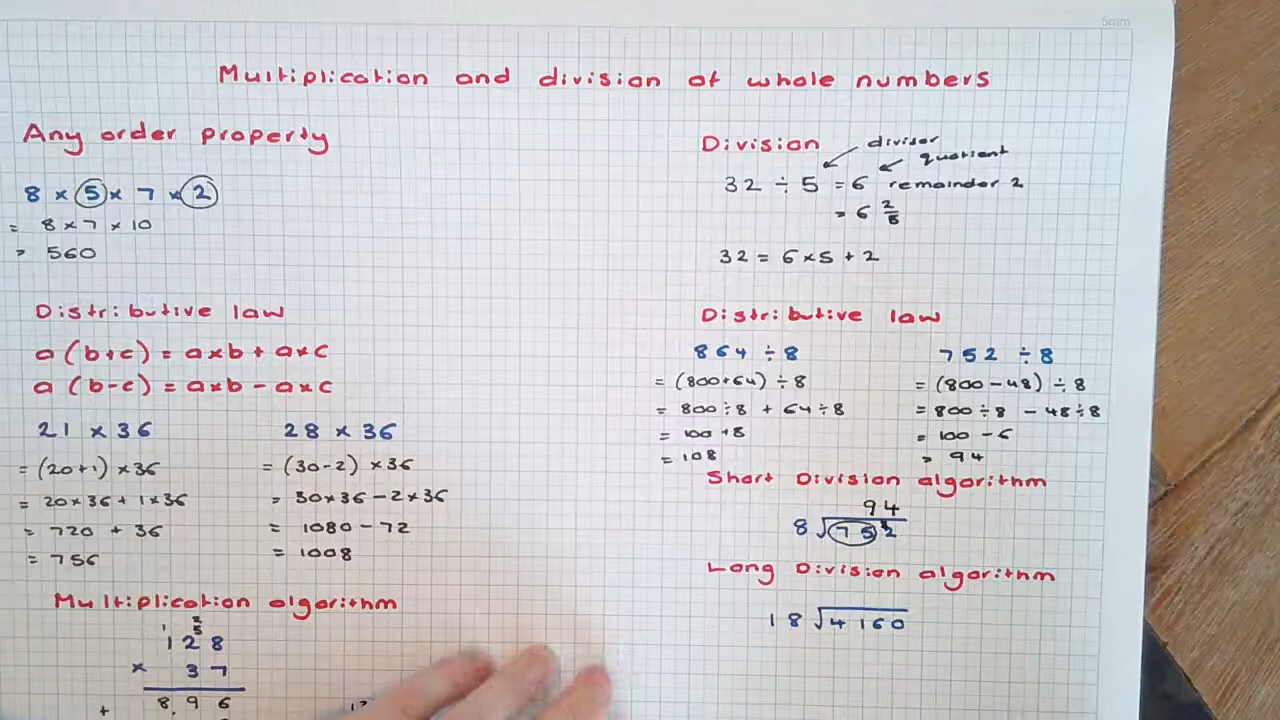 5mm
Multiplication and division of whole numbers
Any order property
8 × 5 × 7 × 2
= 8 × 7 × 10
= 560
Distributive law
a (b+c) = a×b + a×c
a (b-c) = a×b - a×c
21 × 36
= (20+1) × 36
= 20×36 + 1×36
= 720 + 36
= 756
28 × 36
= (30-2) × 36
= 30×36 - 2×36
= 1080 - 72
= 1008
Multiplication algorithm
1 2 5
128
× 37
8 9 6
+
Division
divisor
quotient
32 ÷ 5 = 6 remainder 2
= 6 2/5
32 = 6×5 + 2
Distributive law
864 ÷ 8
= (800+64) ÷ 8
= 800÷8 + 64÷8
= 100 + 8
= 108
752 ÷ 8
= (800-48) ÷ 8
= 800÷8 - 48÷8
= 100 - 6
= 94
Short Division algorithm
94
8 √752
Long Division algorithm
18 √4160